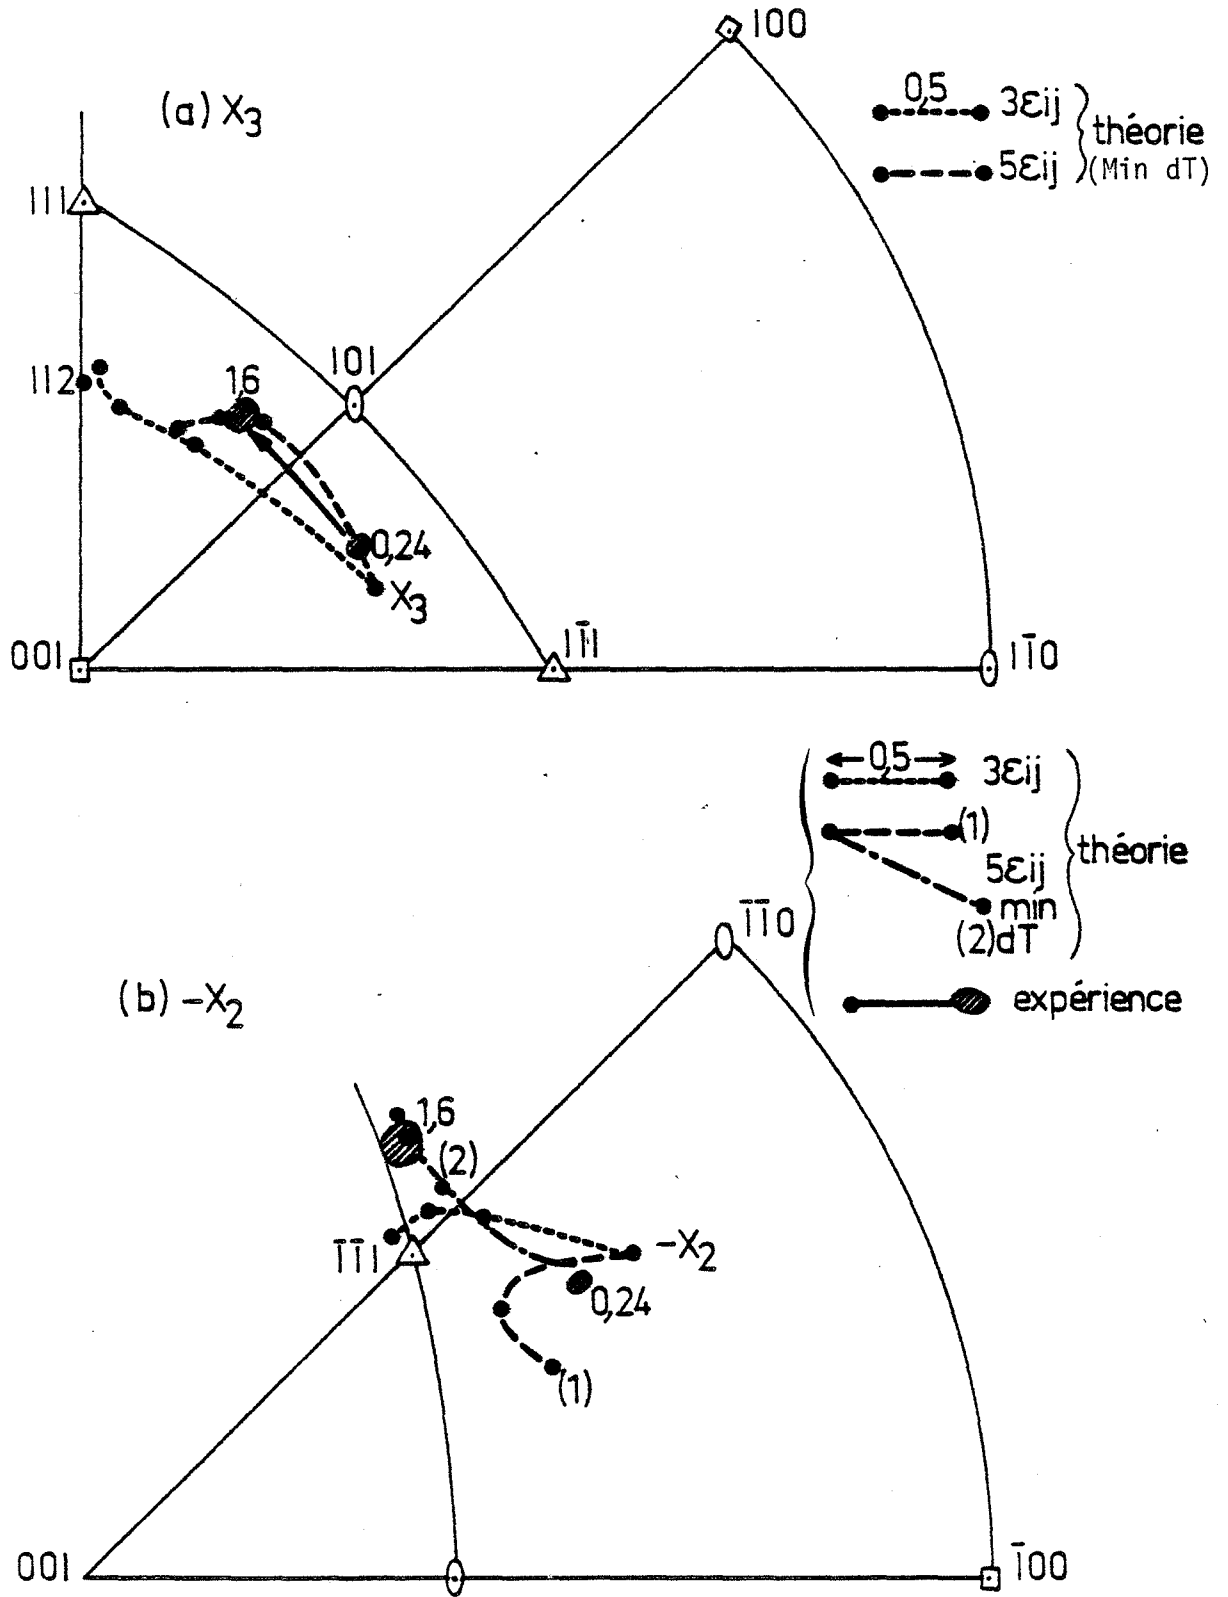 100
(a) X3
0,5
3εij
théorie
5εij
(Min dT)
111
101
112
1,6
0,24
X3
001
11̄1
11̄0
0,5
3εij
(1)
théorie
5εij
min
(2)dT
1̄1̄0
(b) -X2
expérience
1,6
(2)
1̄1̄1
-X2
0,24
(1)
001
1̄00